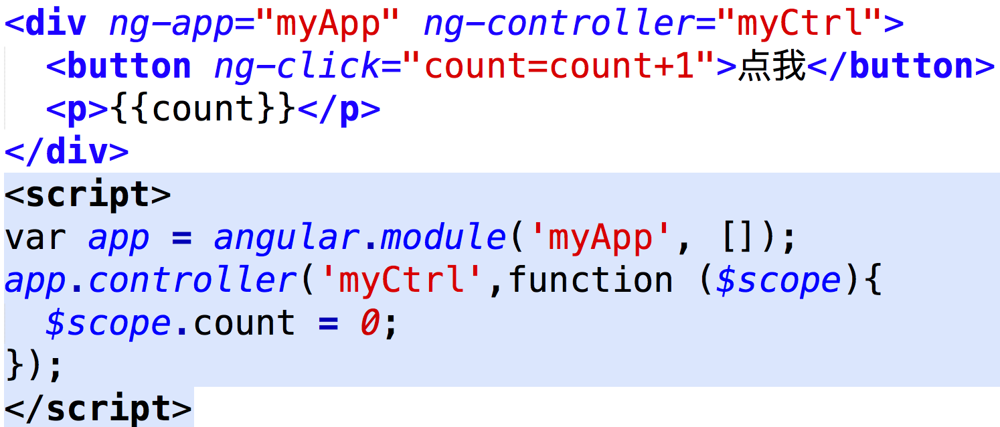 <div ng-app="myApp" ng-controller="myCtrl">
  <button ng-click="count=count+1">点我</button>
  <p>{{count}}</p>
</div>
<script>
var app = angular.module('myApp', []);
app.controller('myCtrl',function ($scope){
  $scope.count = 0;
});
</script>